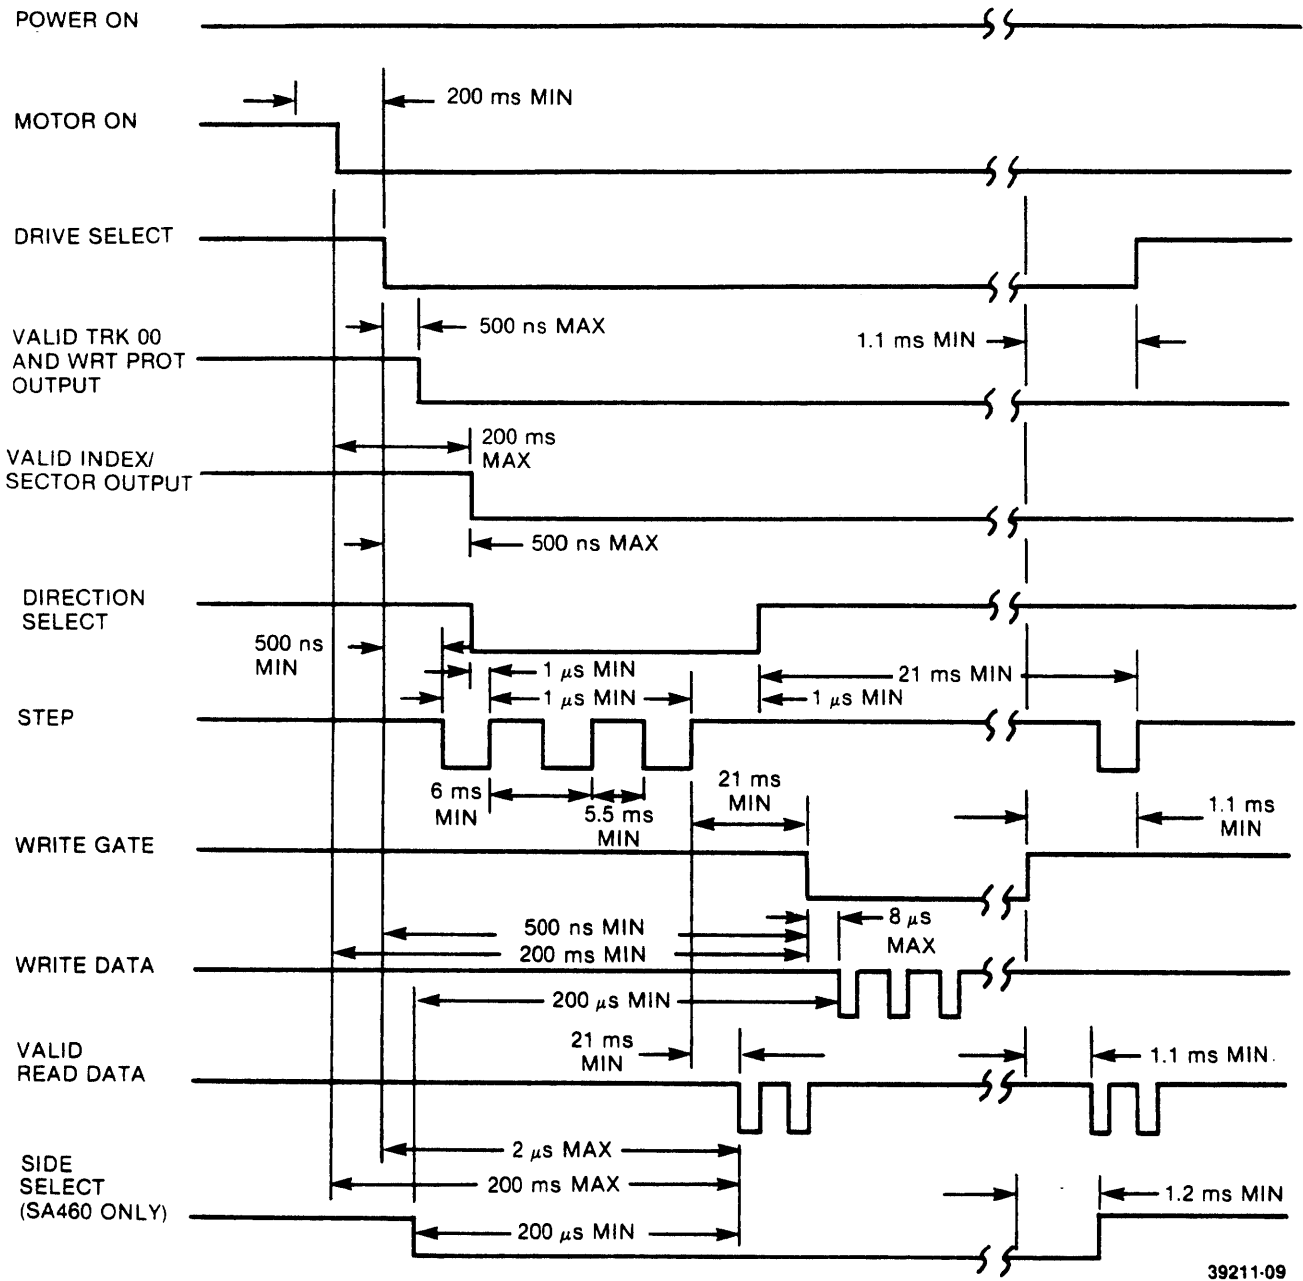 POWER ON
200 ms MIN
MOTOR ON
DRIVE SELECT
500 ns MAX
1.1 ms MIN
VALID TRK 00
AND WRT PROT
OUTPUT
200 ms
MAX
VALID INDEX/
SECTOR OUTPUT
500 ns MAX
DIRECTION
SELECT
500 ns
MIN
1 μs MIN
21 ms MIN
1 μs MIN
1 μs MIN
STEP
6 ms
MIN
5.5 ms
MIN
21 ms
MIN
1.1 ms
MIN
WRITE GATE
8 μs
MAX
500 ns MIN
200 ms MIN
WRITE DATA
200 μs MIN
21 ms
MIN
1.1 ms MIN.
VALID
READ DATA
2 μs MAX
200 ms MAX
1.2 ms MIN
SIDE
SELECT
(SA460 ONLY)
200 μs MIN
39211-09